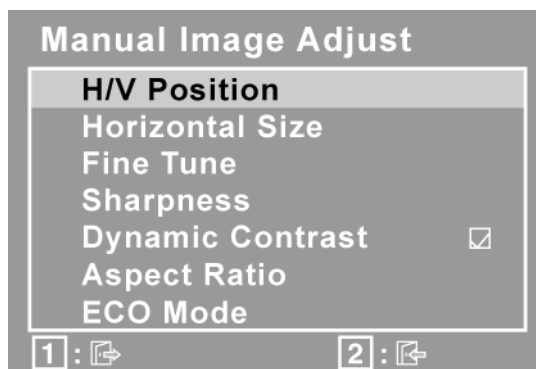 Manual Image Adjust
H/V Position
Horizontal Size
Fine Tune
Sharpness
Dynamic Contrast
Aspect Ratio
ECO Mode
1 : 2 :